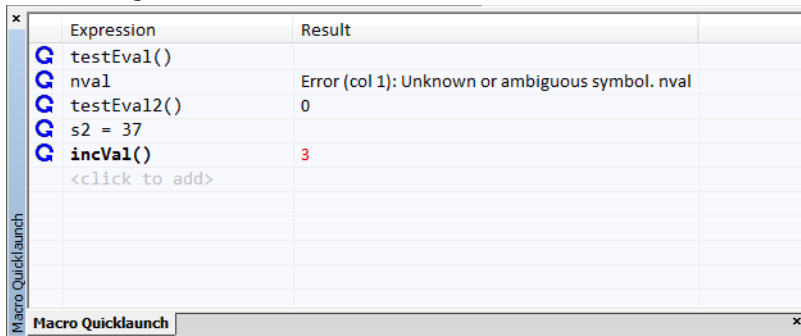 Expression Result
testEval()
nval Error (col 1): Unknown or ambiguous symbol. nval
testEval2() 0
s2 = 37
incVal() 3
<click to add>
Macro Quicklaunch
Macro Quicklaunch